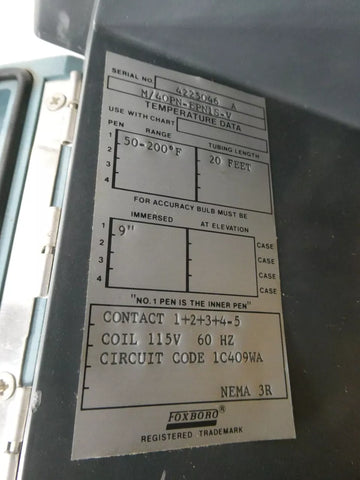 SERIAL NO. 4225046 A
M/40PN-EPN1S-V
TEMPERATURE DATA
USE WITH CHART
PEN RANGE TUBING LENGTH
1 50-200°F 20 FEET
2
3
4
FOR ACCURACY BULB MUST BE
IMMERSED AT ELEVATION
1 9" CASE
2 CASE
3 CASE
4 CASE
"NO. 1 PEN IS THE INNER PEN"
CONTACT 1+2+3+4-5
COIL 115V 60 HZ
CIRCUIT CODE 1C409WA
NEMA 3R
FOXBORO ®
REGISTERED TRADEMARK